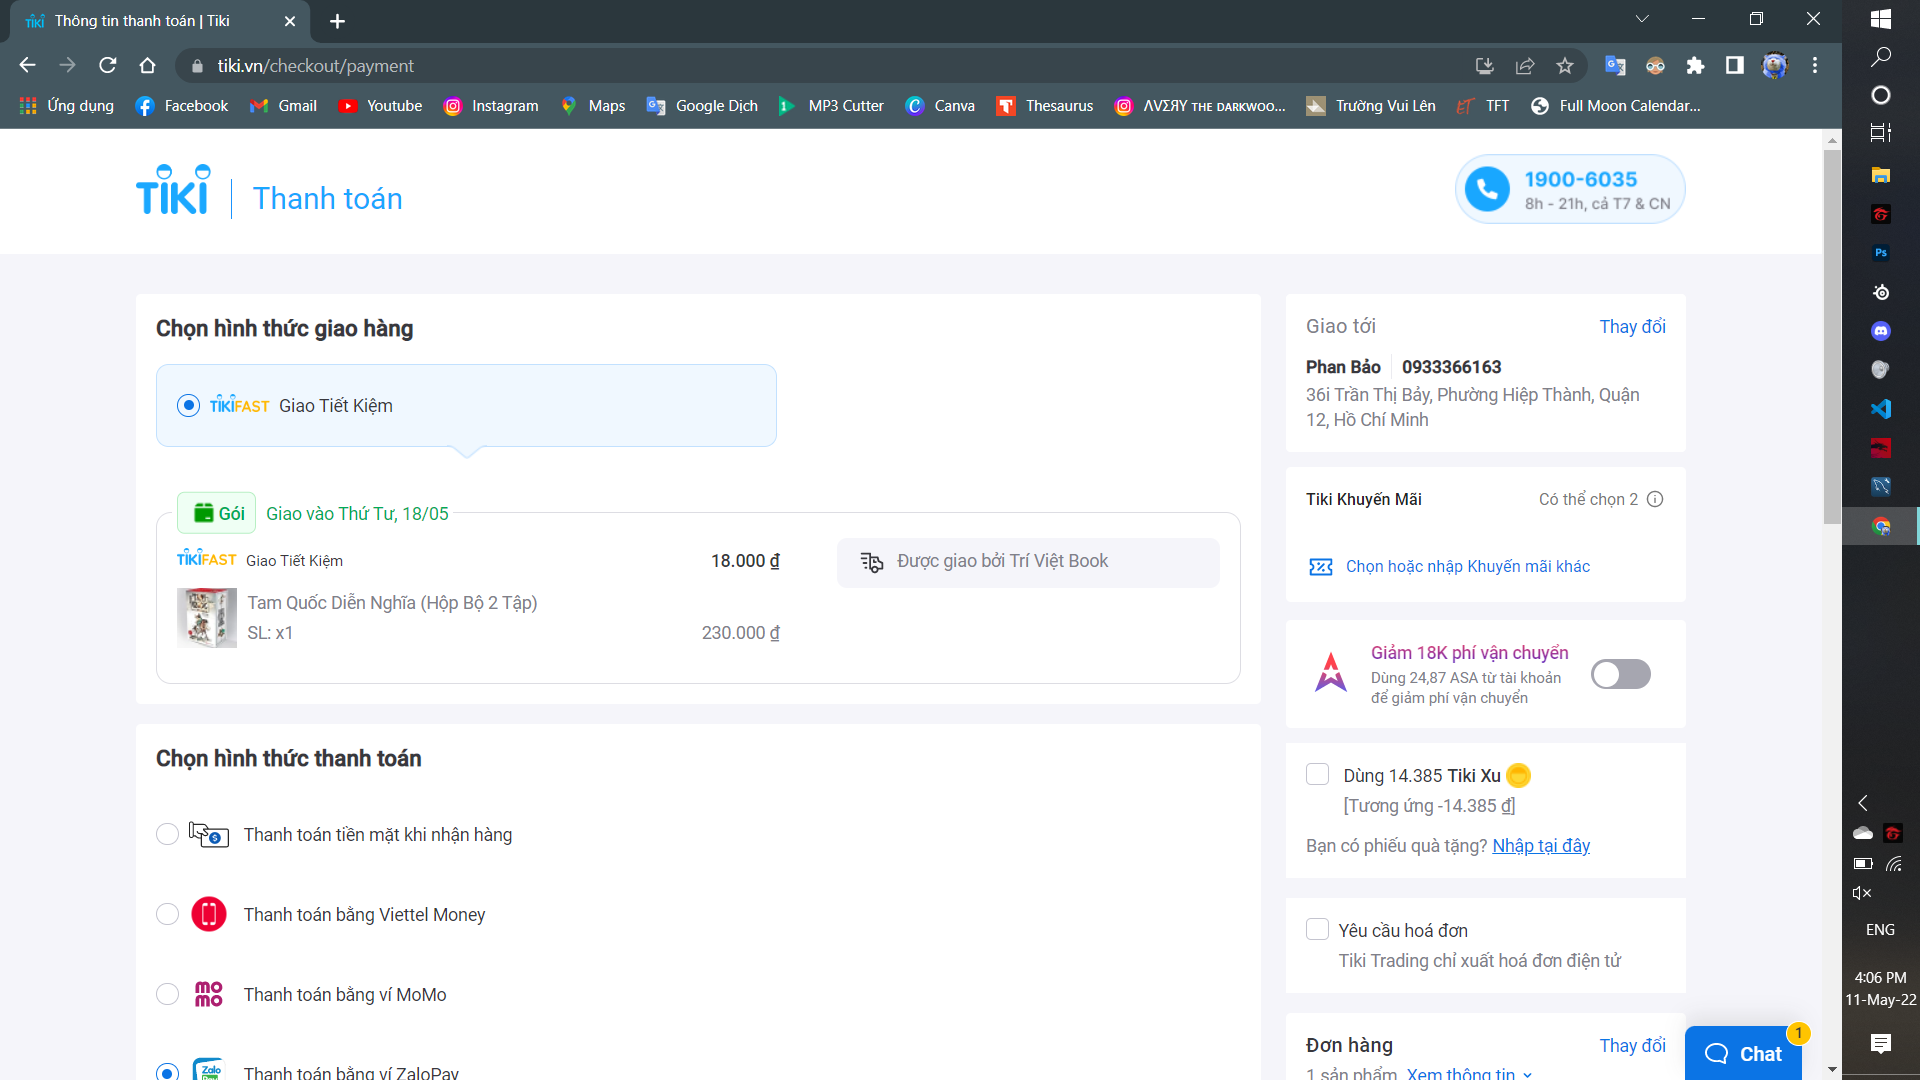 Thông tin thanh toán | Tiki
tiki.vn/checkout/payment
Ứng dụng
Facebook
Gmail
Youtube
Instagram
Maps
Google Dịch
MP3 Cutter
Canva
Thesaurus
ΛVΣЯY ᴛʜᴇ ᴅᴀʀᴋᴡᴏᴏ...
Trường Vui Lên
TFT
Full Moon Calendar...
TIKI
Thanh toán
1900-6035
8h - 21h, cả T7 & CN
Chọn hình thức giao hàng
TIKIFAST Giao Tiết Kiệm
Gói
Giao vào Thứ Tư, 18/05
TIKIFAST Giao Tiết Kiệm
18.000 ₫
Được giao bởi Trí Việt Book
Tam Quốc Diễn Nghĩa (Hộp Bộ 2 Tập)
SL: x1
230.000 ₫
Chọn hình thức thanh toán
Thanh toán tiền mặt khi nhận hàng
Thanh toán bằng Viettel Money
mo
mo
Thanh toán bằng ví MoMo
Zalo
Thanh toán bằng ví ZaloPay
Giao tới
Thay đổi
Phan Bảo
0933366163
36i Trần Thị Bảy, Phường Hiệp Thành, Quận
12, Hồ Chí Minh
Tiki Khuyến Mãi
Có thể chọn 2
Chọn hoặc nhập Khuyến mãi khác
Giảm 18K phí vận chuyển
Dùng 24,87 ASA từ tài khoản
để giảm phí vận chuyển
Dùng 14.385 Tiki Xu
[Tương ứng -14.385 ₫]
Bạn có phiếu quà tặng? Nhập tại đây
Yêu cầu hoá đơn
Tiki Trading chỉ xuất hoá đơn điện tử
Đơn hàng
Thay đổi
1 sản phẩm. Xem thông tin
Chat
1
Ps
ENG
4:06 PM
11-May-22